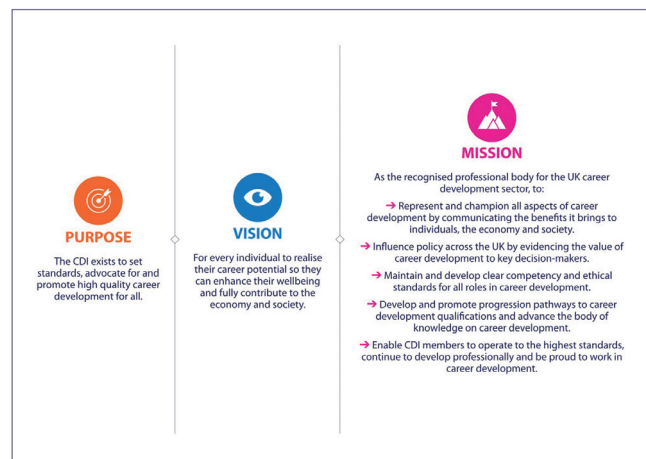 PURPOSE
The CDI exists to set
standards, advocate for and
promote high quality career
development for all.
VISION
For every individual to realise
their career potential so they
can enhance their wellbeing
and fully contribute to the
economy and society.
MISSION
As the recognised professional body for the UK career
development sector, to:
➔ Represent and champion all aspects of career
development by communicating the benefits it brings to
individuals, the economy and society.
➔ Influence policy across the UK by evidencing the value of
career development to key decision-makers.
➔ Maintain and develop clear competency and ethical
standards for all roles in career development.
➔ Develop and promote progression pathways to career
development qualifications and advance the body of
knowledge on career development.
➔ Enable CDI members to operate to the highest standards,
continue to develop professionally and be proud to work in
career development.